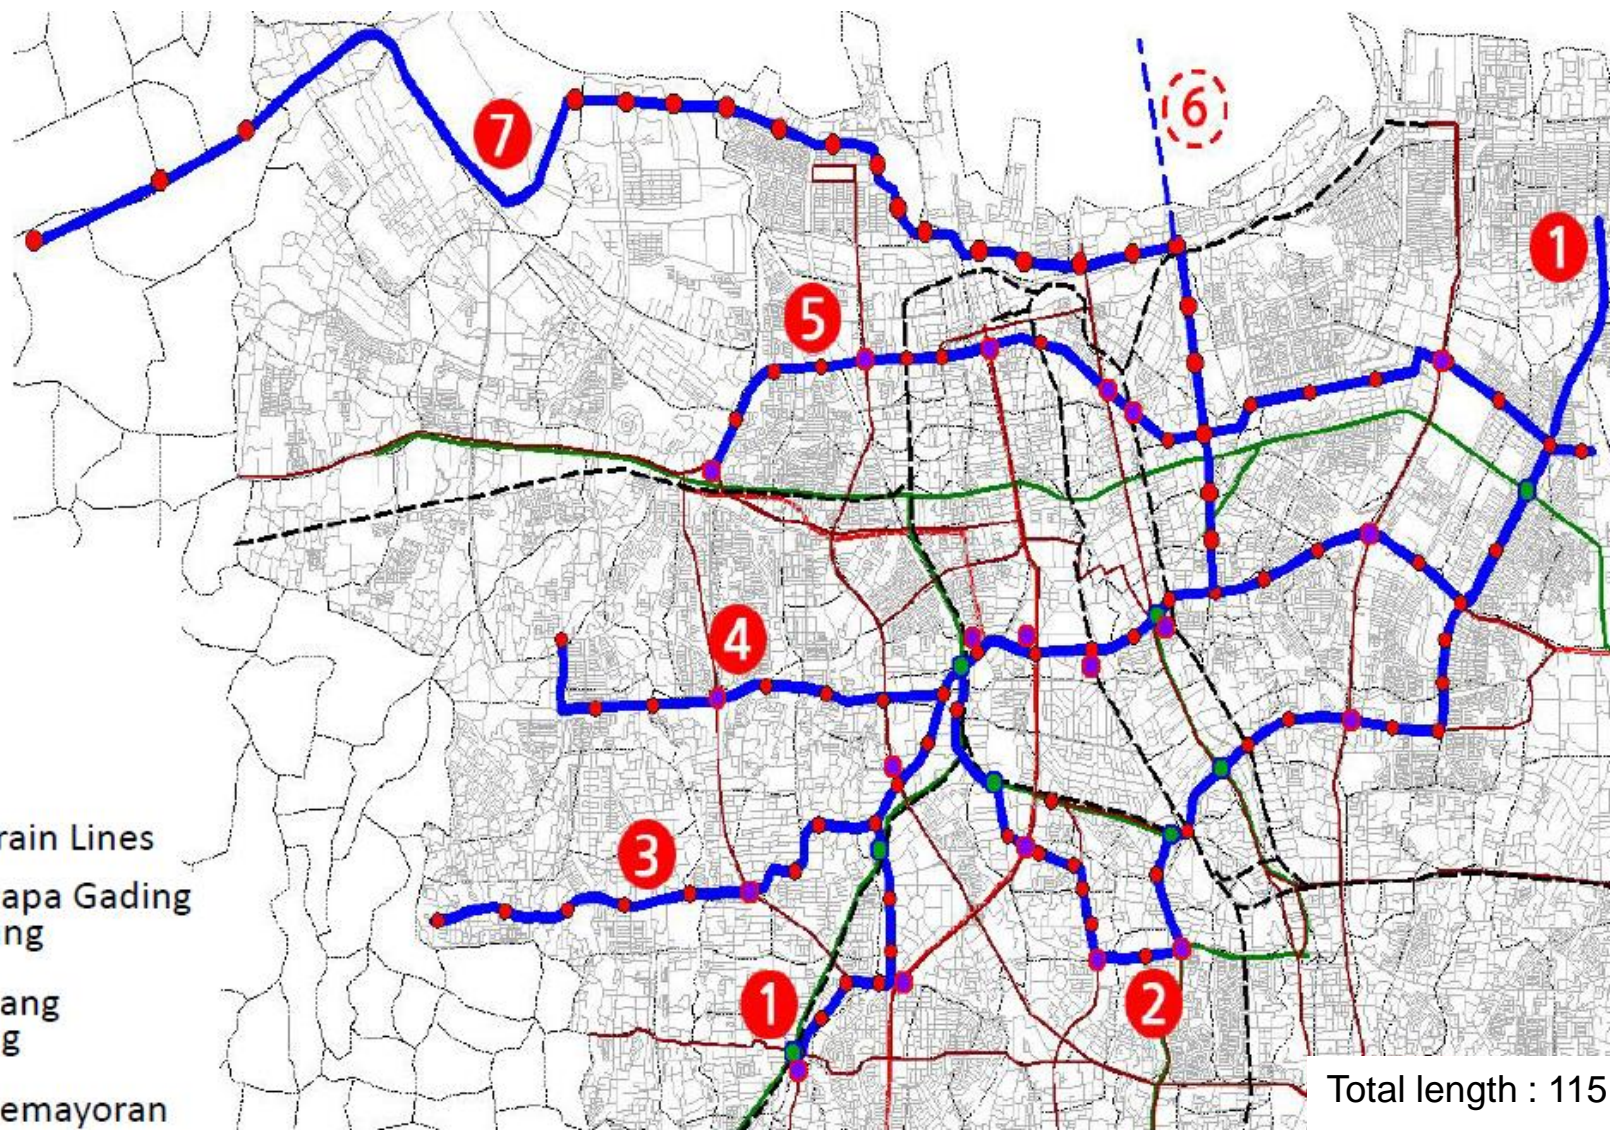 7
6
1
5
4
3
1
2
rain Lines
apa Gading
ng
ang
g
emayoran
Total length : 115